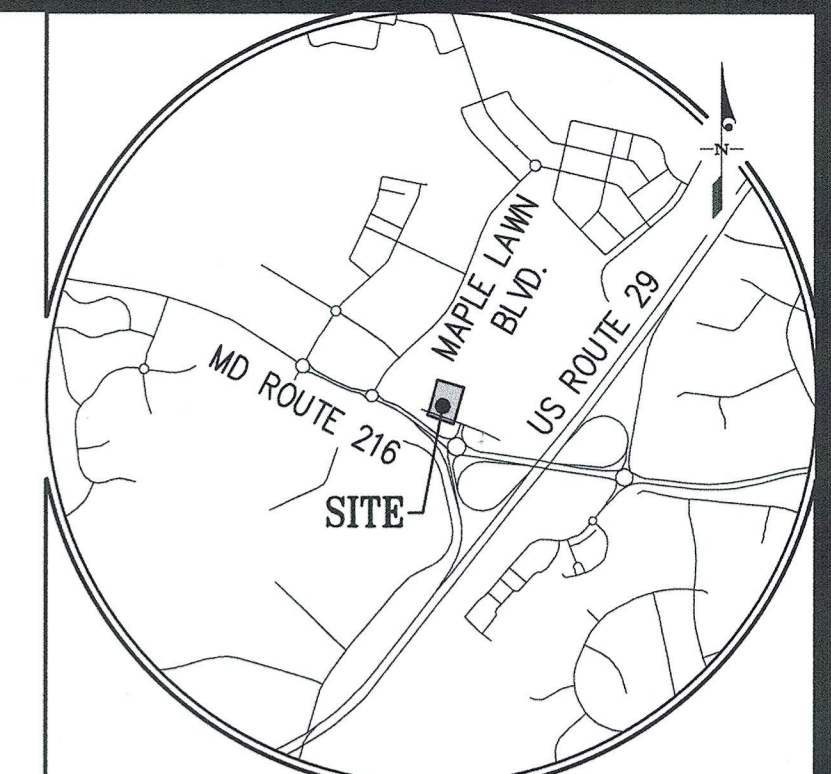 -N-
MAPLE LAWN
BLVD.
US ROUTE 29
MD ROUTE 216
SITE